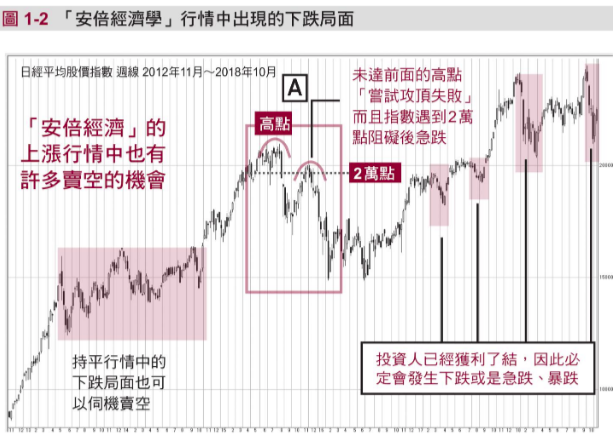 圖 1-2 「安倍經濟學」行情中出現的下跌局面
日經平均股價指數 週線 2012年11月～2018年10月
「安倍經濟」的
上漲行情中也有
許多賣空的機會
A
高點
未達前面的高點
「嘗試攻頂失敗」
而且指數遇到2萬
點阻礙後急跌
2萬點
20000
15000
10000
持平行情中的
下跌局面也可
以伺機賣空
投資人已經獲利了結，因此必
定會發生下跌或是急跌、暴跌